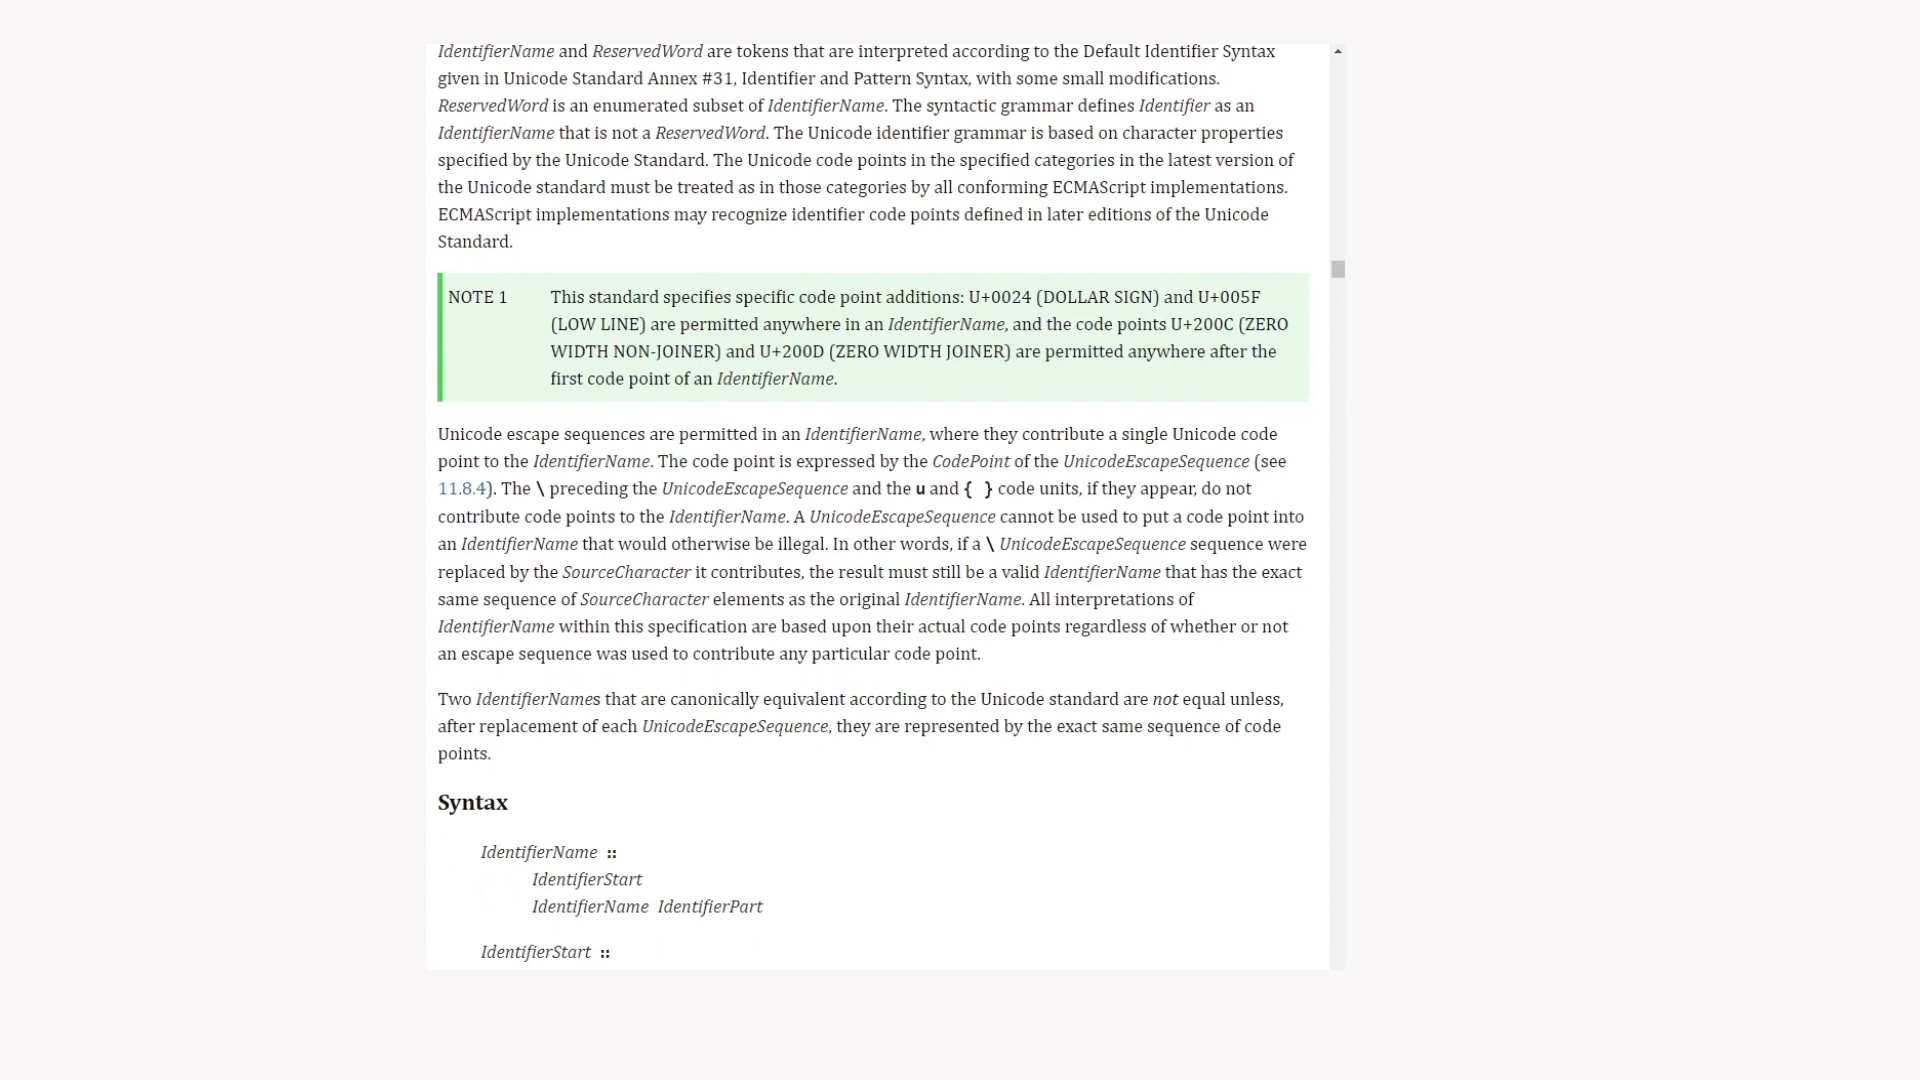 IdentifierName and ReservedWord are tokens that are interpreted according to the Default Identifier Syntax
given in Unicode Standard Annex #31, Identifier and Pattern Syntax, with some small modifications.
ReservedWord is an enumerated subset of IdentifierName. The syntactic grammar defines Identifier as an
IdentifierName that is not a ReservedWord. The Unicode identifier grammar is based on character properties
specified by the Unicode Standard. The Unicode code points in the specified categories in the latest version of
the Unicode standard must be treated as in those categories by all conforming ECMAScript implementations.
ECMAScript implementations may recognize identifier code points defined in later editions of the Unicode
Standard.
NOTE 1 This standard specifies specific code point additions: U+0024 (DOLLAR SIGN) and U+005F
(LOW LINE) are permitted anywhere in an IdentifierName, and the code points U+200C (ZERO
WIDTH NON-JOINER) and U+200D (ZERO WIDTH JOINER) are permitted anywhere after the
first code point of an IdentifierName.
Unicode escape sequences are permitted in an IdentifierName, where they contribute a single Unicode code
point to the IdentifierName. The code point is expressed by the CodePoint of the UnicodeEscapeSequence (see
11.8.4). The \ preceding the UnicodeEscapeSequence and the u and { } code units, if they appear, do not
contribute code points to the IdentifierName. A UnicodeEscapeSequence cannot be used to put a code point into
an IdentifierName that would otherwise be illegal. In other words, if a \ UnicodeEscapeSequence sequence were
replaced by the SourceCharacter it contributes, the result must still be a valid IdentifierName that has the exact
same sequence of SourceCharacter elements as the original IdentifierName. All interpretations of
IdentifierName within this specification are based upon their actual code points regardless of whether or not
an escape sequence was used to contribute any particular code point.
Two IdentifierNames that are canonically equivalent according to the Unicode standard are not equal unless,
after replacement of each UnicodeEscapeSequence, they are represented by the exact same sequence of code
points.
Syntax
IdentifierName ::
IdentifierStart
IdentifierName IdentifierPart
IdentifierStart ::